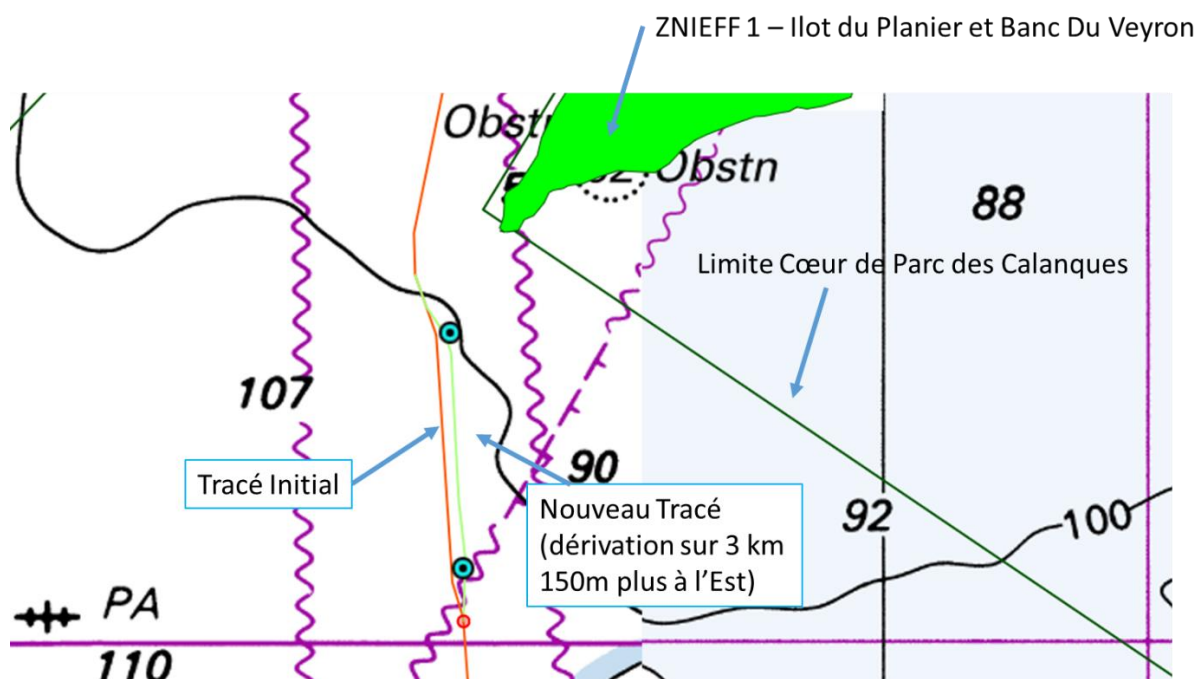 ZNIEFF 1 – Ilot du Planier et Banc Du Veyron
Obstn
Obstn
88
Limite Cœur de Parc des Calanques
107
90
Tracé Initial
Nouveau Tracé
(dérivation sur 3 km
150m plus à l’Est)
92
100
PA
110